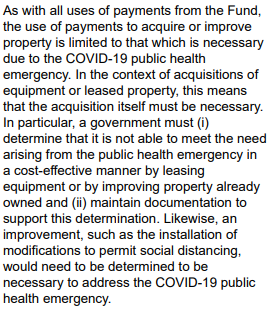 As with all uses of payments from the Fund,
the use of payments to acquire or improve
property is limited to that which is necessary
due to the COVID-19 public health
emergency. In the context of acquisitions of
equipment or leased property, this means
that the acquisition itself must be necessary.
In particular, a government must (i)
determine that it is not able to meet the need
arising from the public health emergency in
a cost-effective manner by leasing
equipment or by improving property already
owned and (ii) maintain documentation to
support this determination. Likewise, an
improvement, such as the installation of
modifications to permit social distancing,
would need to be determined to be
necessary to address the COVID-19 public
health emergency.